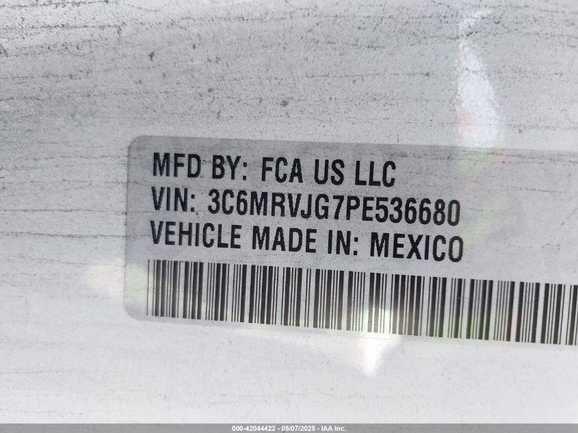 MFD BY: FCA US LLC
VIN: 3C6MRVJG7PE536680
VEHICLE MADE IN: MEXICO
000-42044422 - 05/07/2025 - IAA Inc.